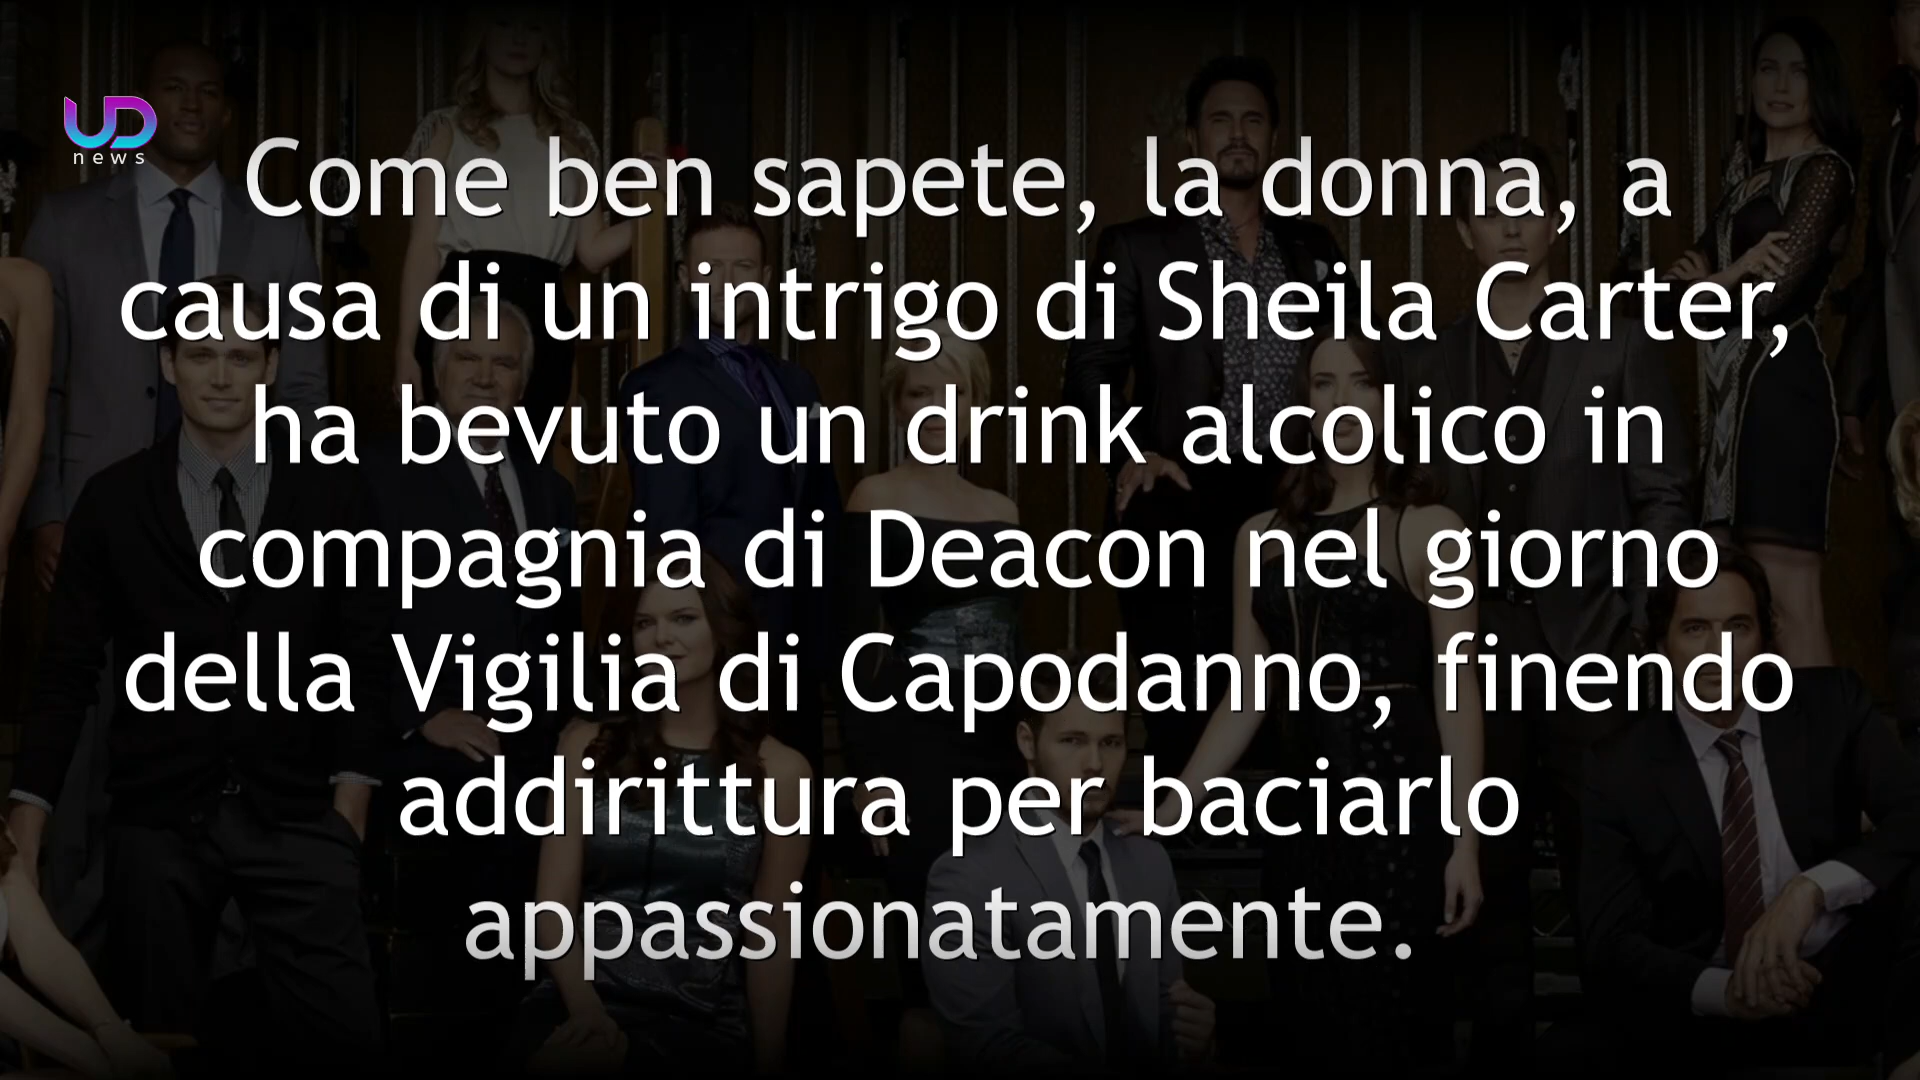 UD
news
Come ben sapete, la donna, a
causa di un intrigo di Sheila Carter,
ha bevuto un drink alcolico in
compagnia di Deacon nel giorno
della Vigilia di Capodanno, finendo
addirittura per baciarlo
appassionatamente.